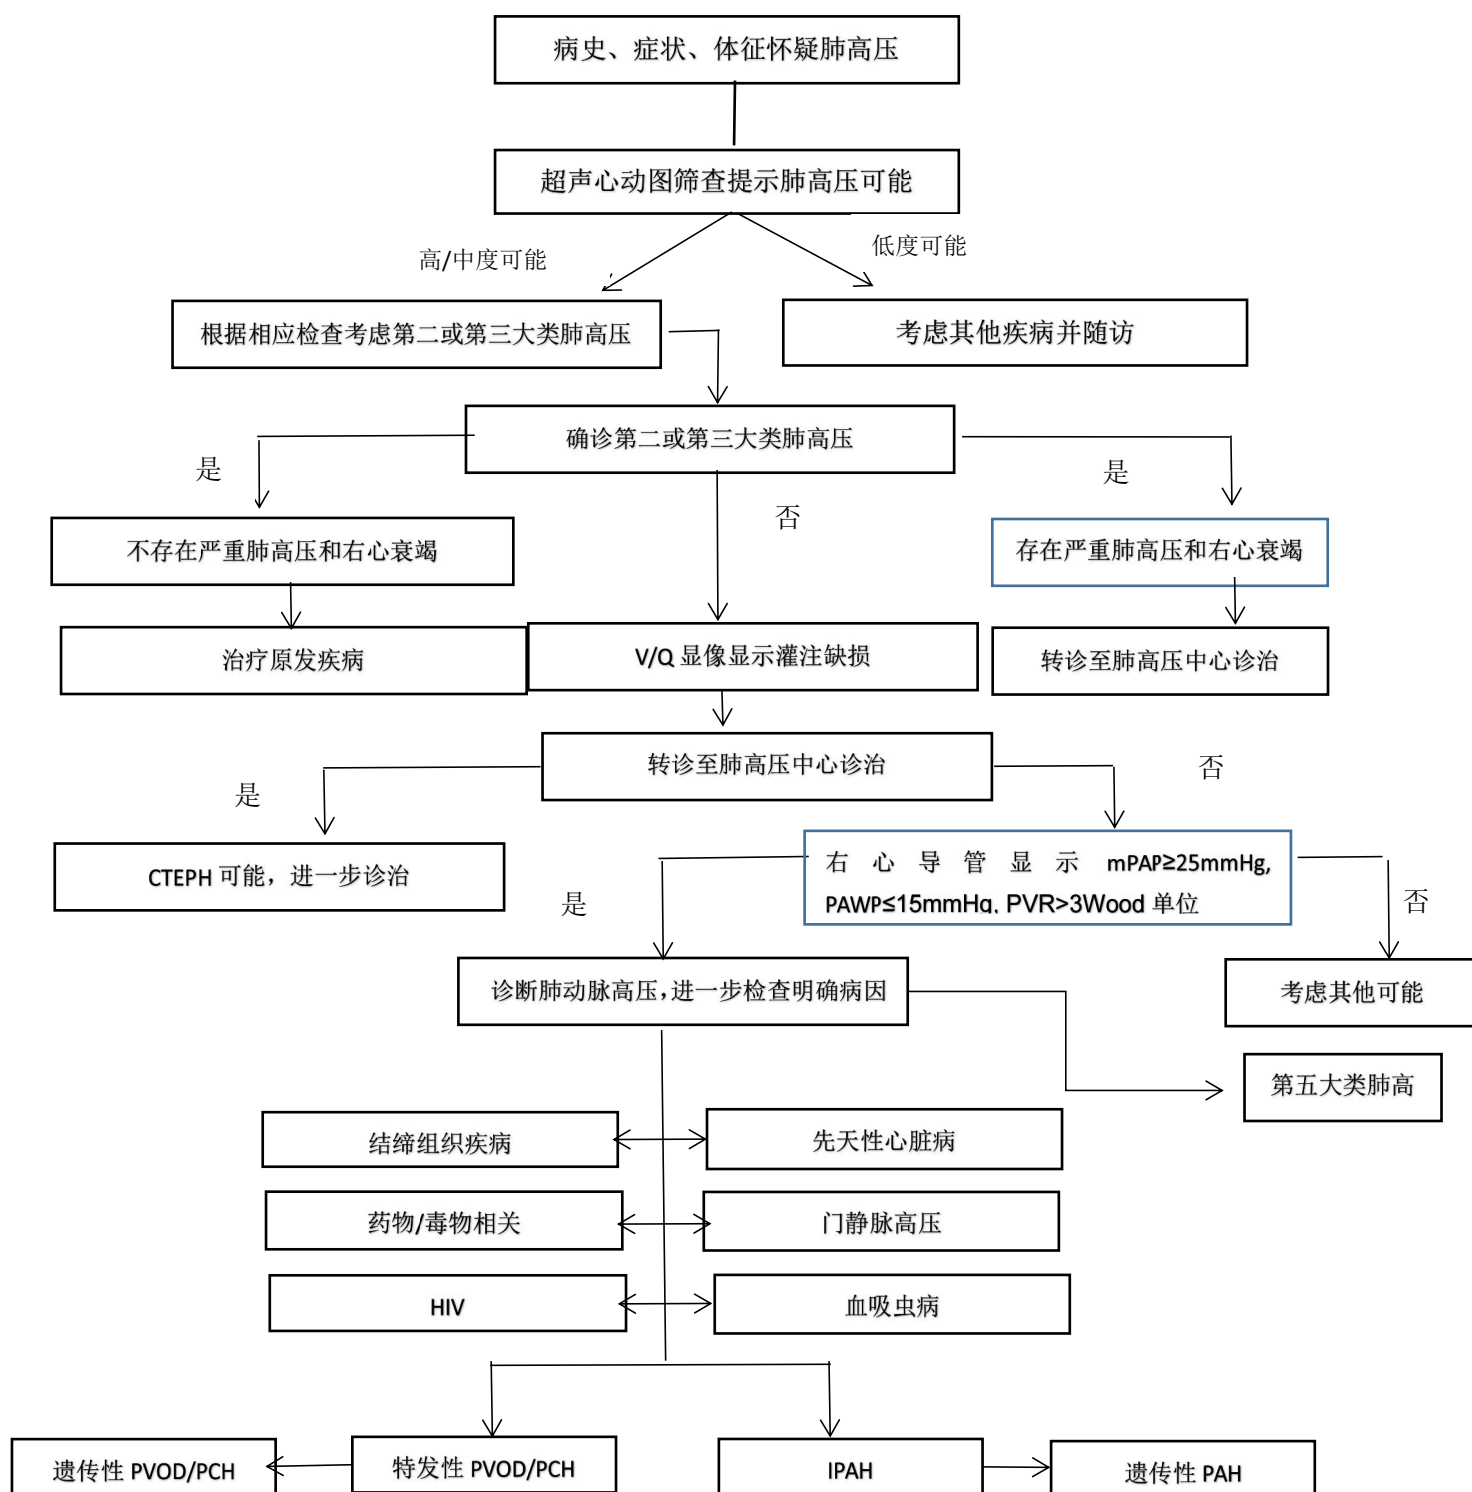 病史、症状、体征怀疑肺高压
超声心动图筛查提示肺高压可能
高/中度可能
低度可能
根据相应检查考虑第二或第三大类肺高压
考虑其他疾病并随访
确诊第二或第三大类肺高压
是
否
是
不存在严重肺高压和右心衰竭
存在严重肺高压和右心衰竭
治疗原发疾病
V/Q 显像显示灌注缺损
转诊至肺高压中心诊治
转诊至肺高压中心诊治
是
否
CTEPH 可能，进一步诊治
右心导管显示 mPAP≥25mmHg,
PAWP≤15mmHg, PVR>3Wood 单位
是
否
诊断肺动脉高压，进一步检查明确病因
考虑其他可能
第五大类肺高
结缔组织疾病
先天性心脏病
药物/毒物相关
门静脉高压
HIV
血吸虫病
遗传性 PVOD/PCH
特发性 PVOD/PCH
IPAH
遗传性 PAH